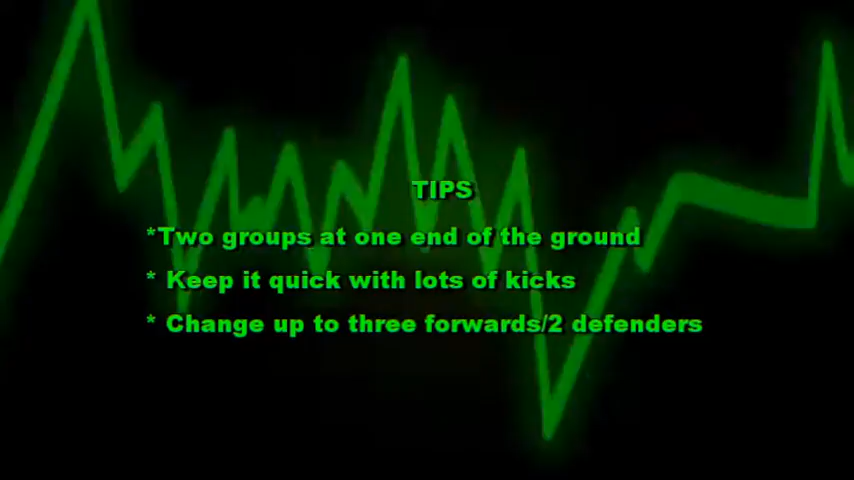 TIPS
*Two groups at one end of the ground
* Keep it quick with lots of kicks
* Change up to three forwards/2 defenders